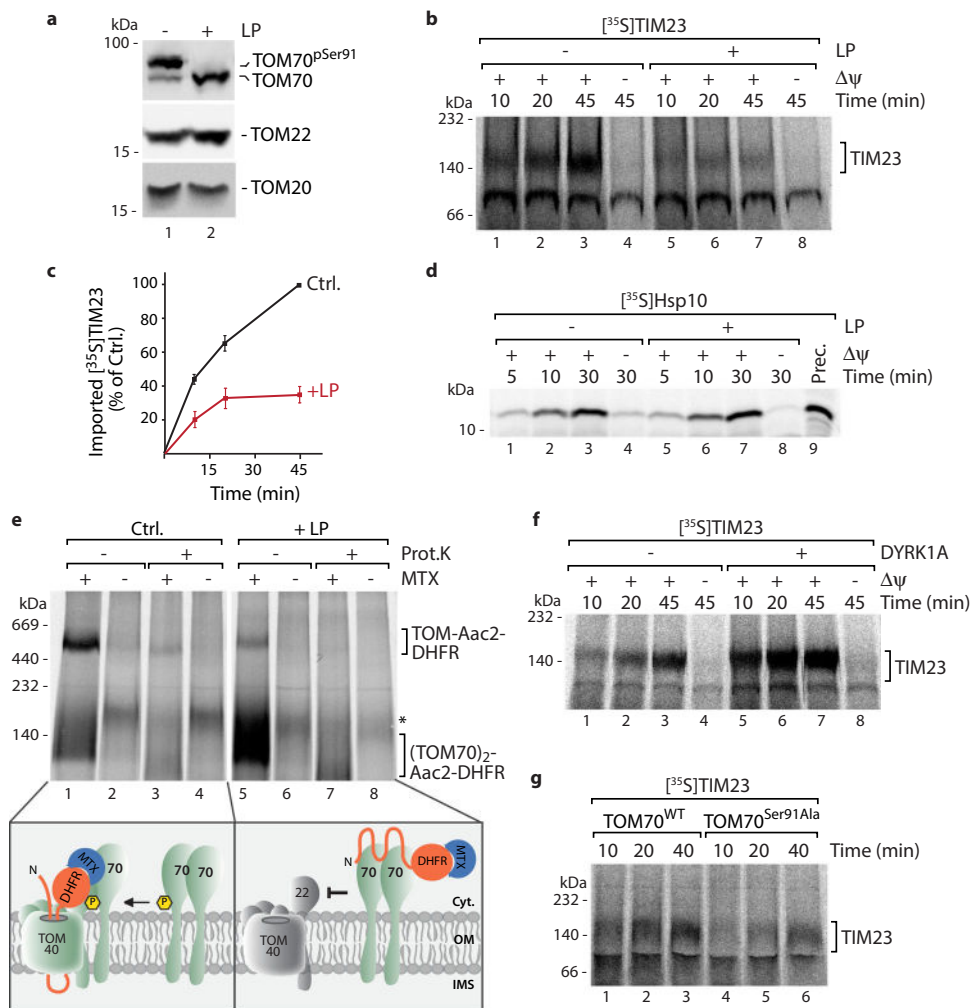 a
kDa - + LP
100 -
TOM70pSer91
TOM70
- TOM22
15 -
- TOM20
15 -
1 2
b
[35S]TIM23
- + LP
+ + + - + + + - Δψ
10 20 45 45 10 20 45 45 Time (min)
kDa
232 -
140 -
TIM23
66 -
1 2 3 4 5 6 7 8
c
Imported [35S]TIM23
(% of Ctrl.)
100
80
60
40
20
Ctrl.
+LP
15 30 45
Time (min)
d
[35S]Hsp10
- + LP
+ + + - + + + - Δψ
5 10 30 30 5 10 30 30 Prec. Time (min)
kDa
10 -
1 2 3 4 5 6 7 8 9
e
Ctrl. + LP
- + - + Prot.K
+ - + - + - + - MTX
kDa
669 -
440 -
232 -
140 -
TOM-Aac2-
DHFR
*
(TOM70)2-
Aac2-DHFR
1 2 3 4 5 6 7 8
N DHFR MTX 70 P P 70 70
TOM
40
N 70 70 DHFR MTX
22
TOM
40
Cyt.
OM
IMS
f
[35S]TIM23
- + DYRK1A
+ + + - + + + - Δψ
10 20 45 45 10 20 45 45 Time (min)
kDa
232 -
140 -
TIM23
1 2 3 4 5 6 7 8
g
[35S]TIM23
TOM70WT TOM70Ser91Ala
10 20 40 10 20 40 Time (min)
kDa
232 -
140 -
TIM23
66 -
1 2 3 4 5 6